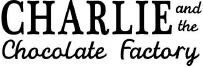 CHARLIE and the
Chocolate Factory